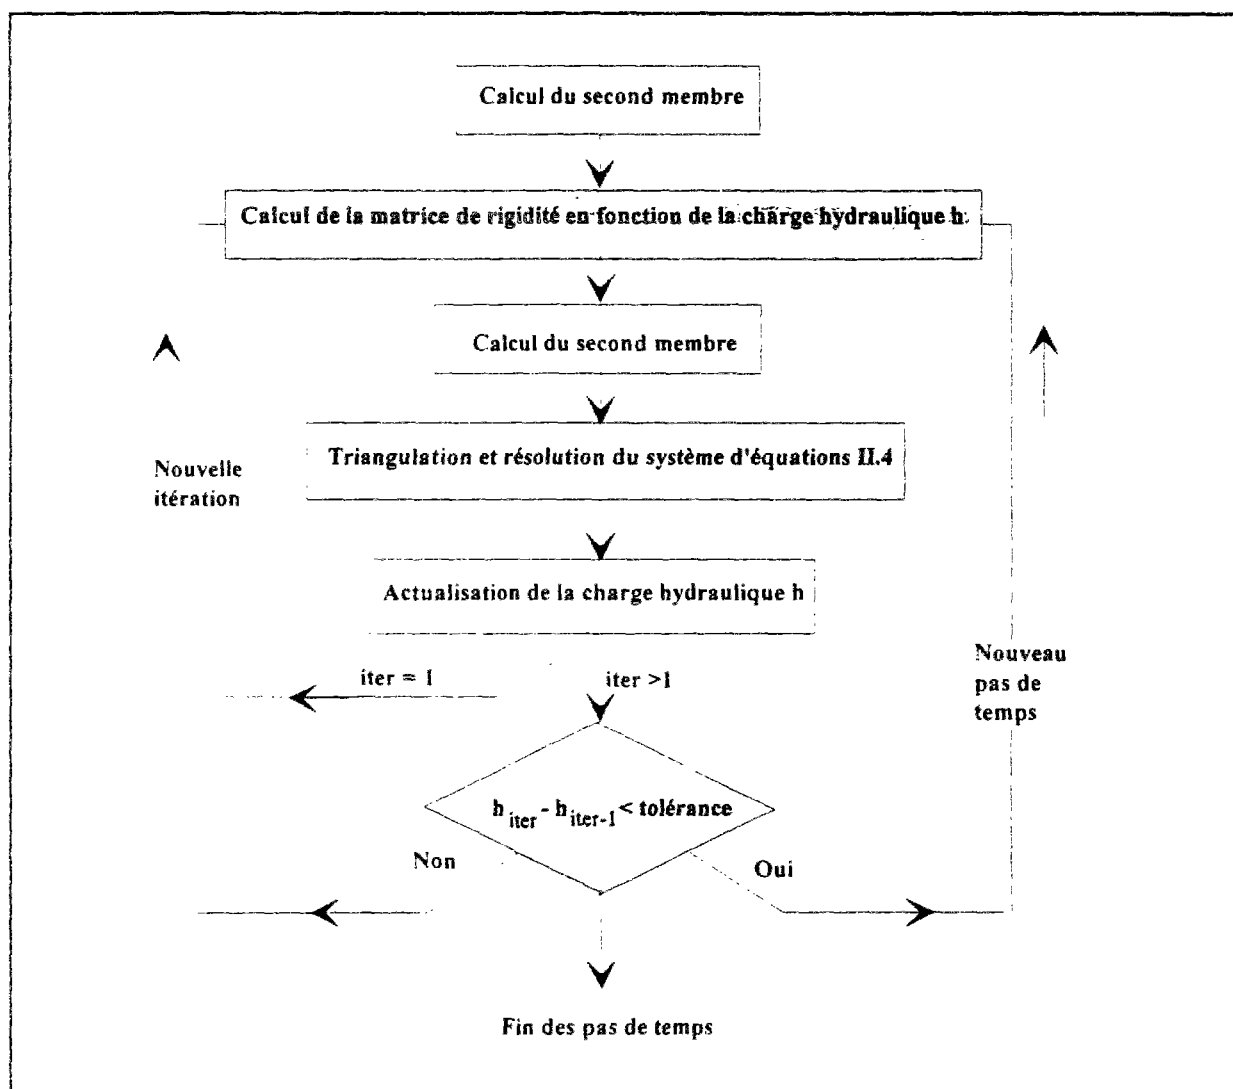 Calcul du second membre
Calcul de la matrice de rigidité en fonction de la charge hydraulique h
Calcul du second membre
Triangulation et résolution du système d'équations II.4
Nouvelle
itération
Actualisation de la charge hydraulique h
iter = 1
iter >1
Nouveau
pas de
temps
h iter - h iter-1 < tolérance
Non
Oui
Fin des pas de temps